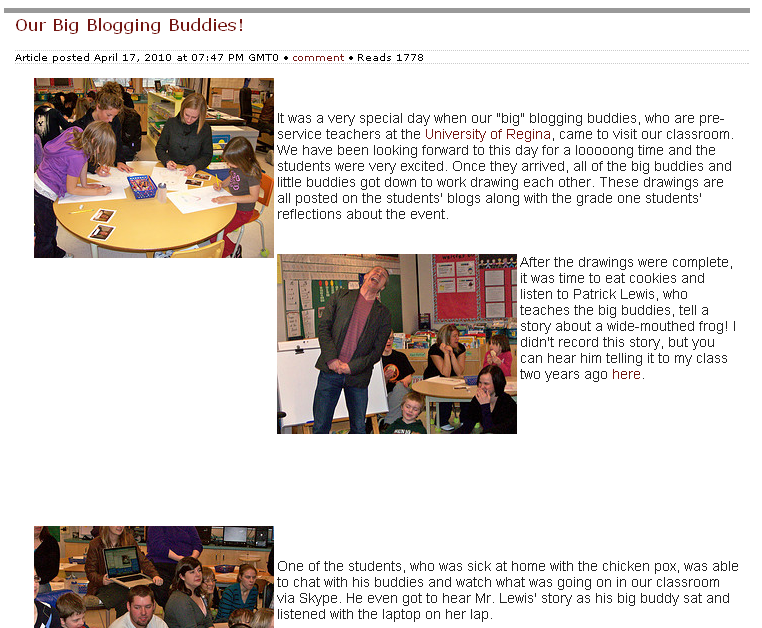 Our Big Blogging Buddies!
Article posted April 17, 2010 at 07:47 PM GMT0 • comment • Reads 1778
It was a very special day when our "big" blogging buddies, who are pre-
service teachers at the University of Regina, came to visit our classroom.
We have been looking forward to this day for a looooong time and the
students were very excited. Once they arrived, all of the big buddies and
little buddies got down to work drawing each other. These drawings are
all posted on the students' blogs along with the grade one students'
reflections about the event.
After the drawings were complete,
it was time to eat cookies and
listen to Patrick Lewis, who
teaches the big buddies, tell a
story about a wide-mouthed frog! I
didn't record this story, but you
can hear him telling it to my class
two years ago here.
One of the students, who was sick at home with the chicken pox, was able
to chat with his buddies and watch what was going on in our classroom
via Skype. He even got to hear Mr. Lewis' story as his big buddy sat and
listened with the laptop on her lap.